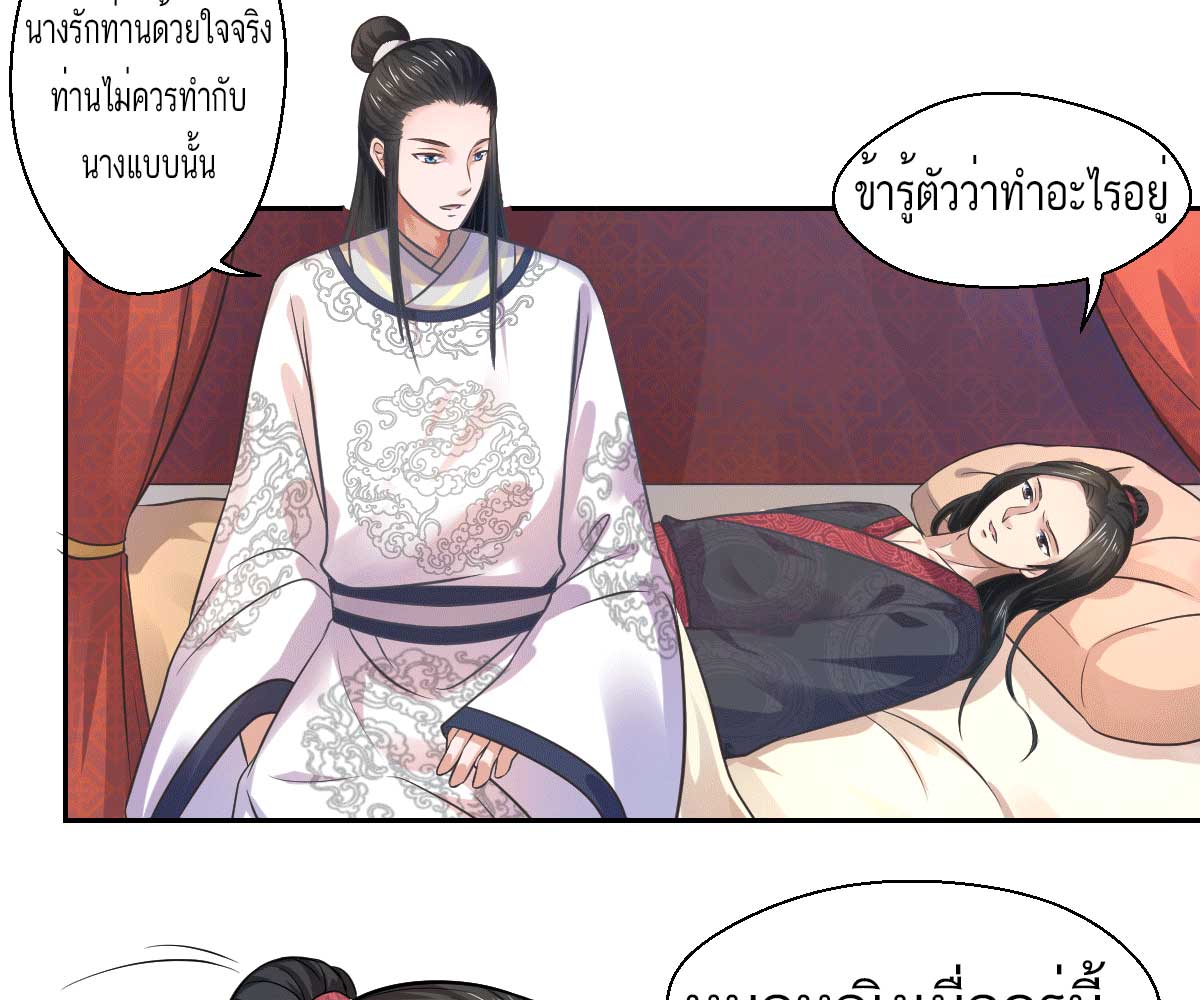 นางรักท่านด้วยใจจริง
ท่านไม่ควรทำกับ
นางแบบนั้น
ข้ารู้ตัวว่าทำอะไรอยู่